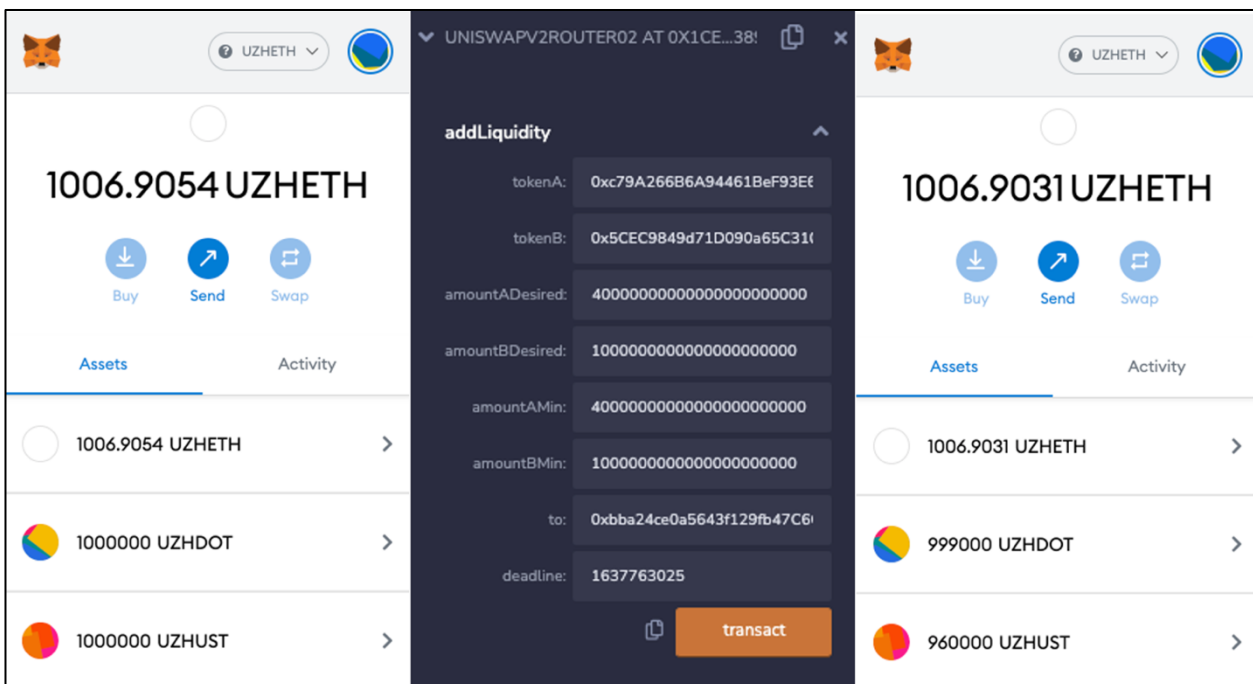 UZHETH
1006.9054 UZHETH
Buy
Send
Swap
Assets
Activity
1006.9054 UZHETH
1000000 UZHDOT
1000000 UZHUST
UNISWAPV2ROUTER02 AT 0X1CE...38
addLiquidity
tokenA: 0xc79A266B6A94461BeF93E
tokenB: 0x5CEC9849d71D090a65C31
amountADesired: 40000000000000000000000
amountBDesired: 1000000000000000000000
amountAMin: 40000000000000000000000
amountBMin: 1000000000000000000000
to: 0xbba24ce0a5643f129fb47C6
deadline: 1637763025
transact
UZHETH
1006.9031 UZHETH
Buy
Send
Swap
Assets
Activity
1006.9031 UZHETH
999000 UZHDOT
960000 UZHUST